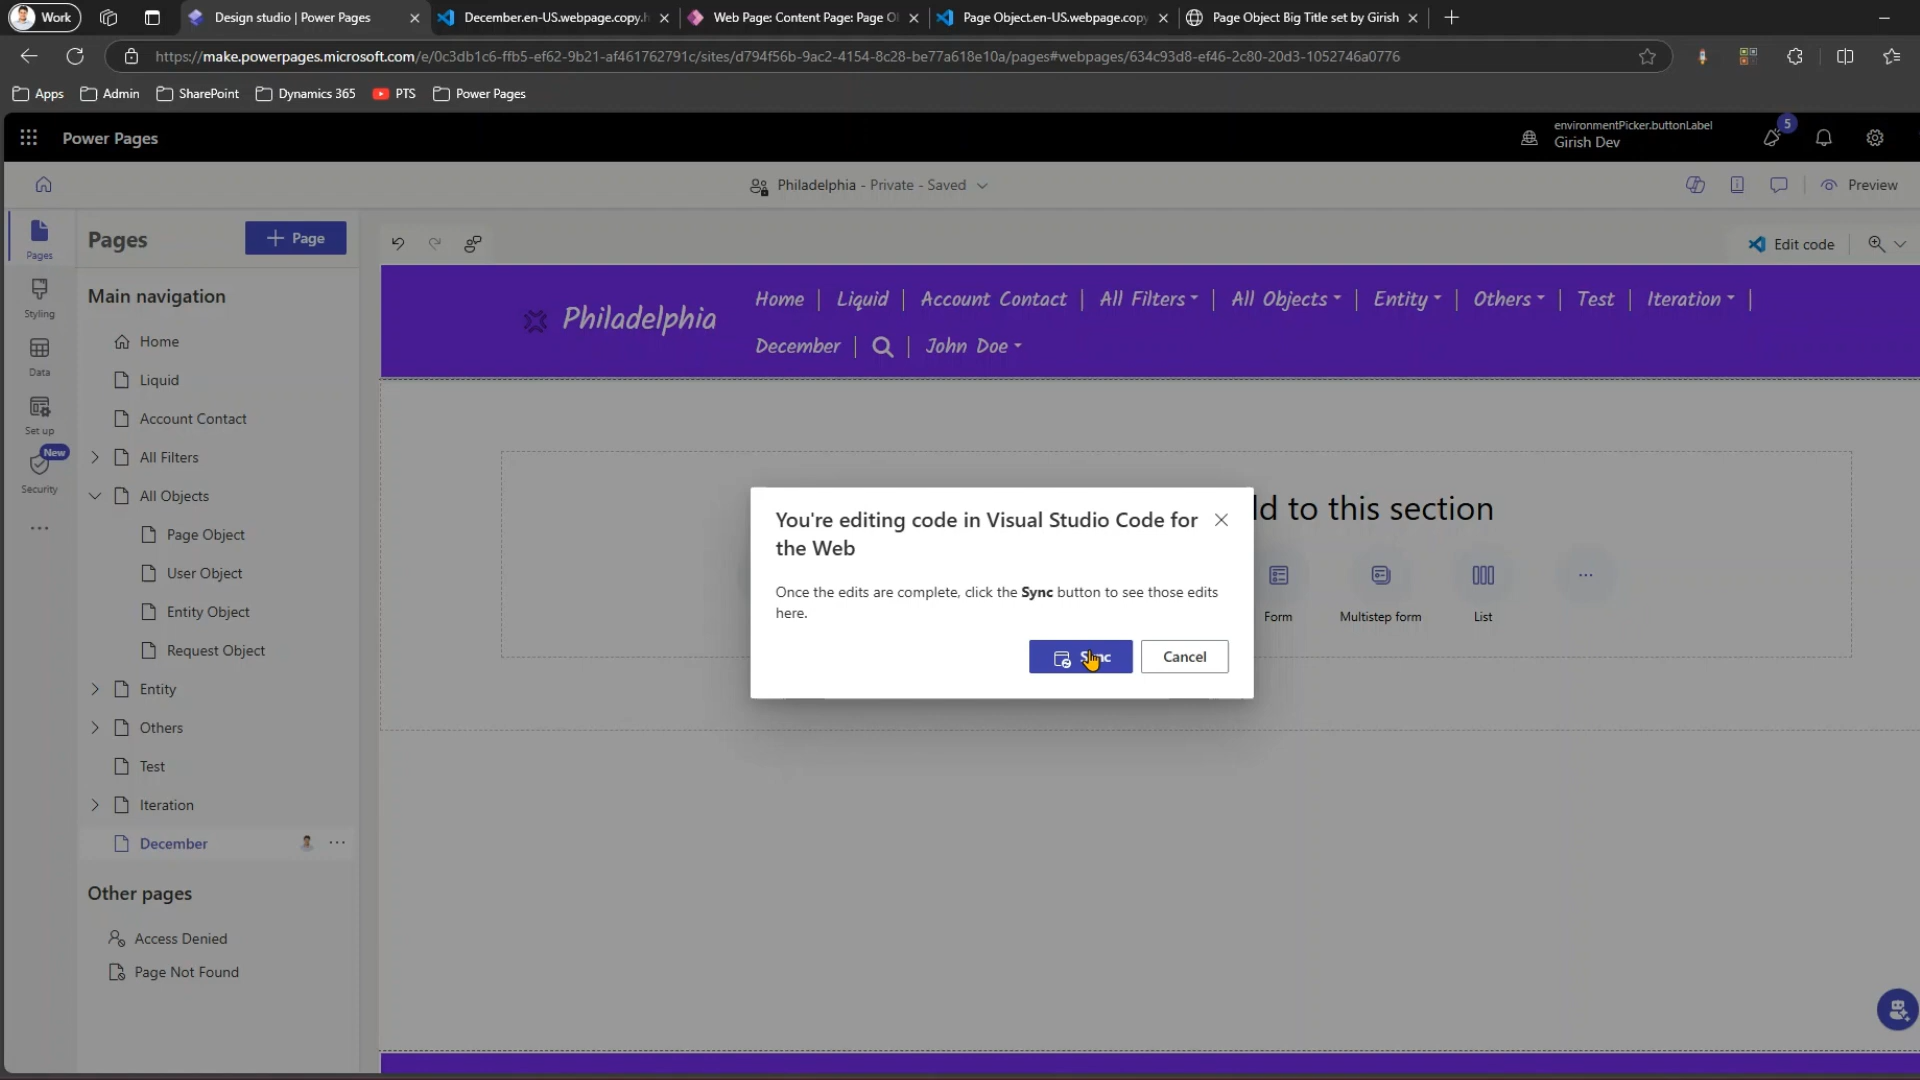 Work
Design studio | Power Pages
December.en-US.webpage.copy.h
Web Page: Content Page: Page O
Page Object.en-US.webpage.copy
Page Object Big Title set by Girish
https://make.powerpages.microsoft.com/e/0c3db1c6-ffb5-ef62-9b21-af461762791c/sites/d794f56b-9ac2-4154-8c28-be77a618e10a/pages#webpages/634c93d8-ef46-2c80-20d3-1052746a0776
Apps
Admin
SharePoint
Dynamics 365
PTS
Power Pages
Power Pages
environmentPicker.buttonLabel
Girish Dev
5
Philadelphia - Private - Saved
Preview
Pages
Styling
Data
Set up
New
Security
Pages
+ Page
Main navigation
Home
Liquid
Account Contact
All Filters
All Objects
Page Object
User Object
Entity Object
Request Object
Entity
Others
Test
Iteration
December
Other pages
Access Denied
Page Not Found
Edit code
Philadelphia
Home | Liquid | Account Contact | All Filters | All Objects | Entity | Others | Test | Iteration |
December | John Doe
to this section
Form
Multistep form
List
You're editing code in Visual Studio Code for
the Web
Once the edits are complete, click the Sync button to see those edits
here.
Sync
Cancel